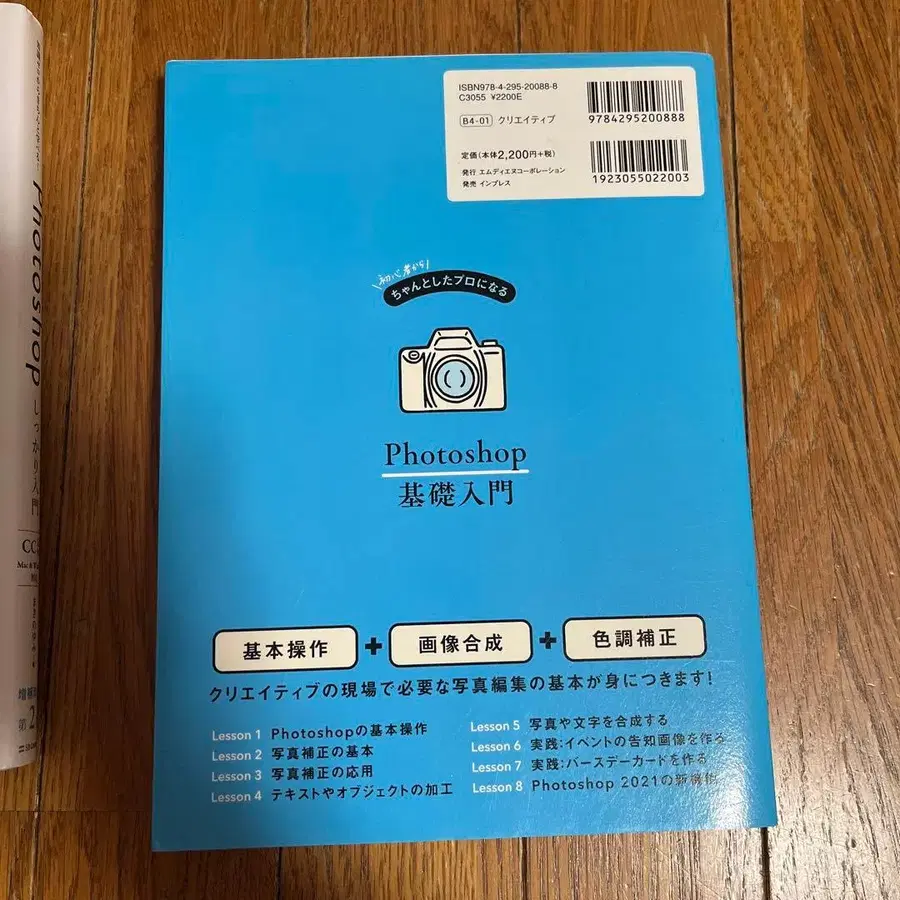 ISBN978-4-295-20088-8
C3055 ¥2200E
B4-01 クリエイティブ
9784295200888
定価(本体2,200円+税)
発行 エムディエヌコーポレーション
発売 インプレス
1923055022003
初心者から
ちゃんとしたプロになる
Photoshop
基礎入門
基本操作 + 画像合成 + 色調補正
クリエイティブの現場で必要な写真編集の基本が身につきます!
Lesson 1 Photoshopの基本操作
Lesson 2 写真補正の基本
Lesson 3 写真補正の応用
Lesson 4 テキストやオブジェクトの加工
Lesson 5 写真や文字を合成する
Lesson 6 実践:イベントの告知画像を作る
Lesson 7 実践:バースデーカードを作る
Lesson 8 Photoshop 2021の新機能
Photoshop しっかり入門
CC
Mac & Wi
増補
第2